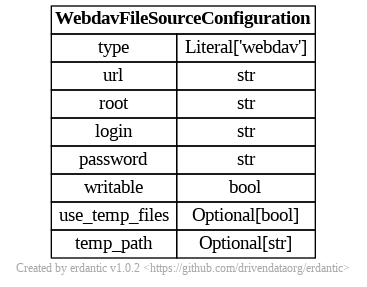 WebdavFileSourceConfiguration
type Literal['webdav']
url str
root str
login str
password str
writable bool
use_temp_files Optional[bool]
temp_path Optional[str]
Created by erdantic v1.0.2 <https://github.com/drivendataorg/erdantic>